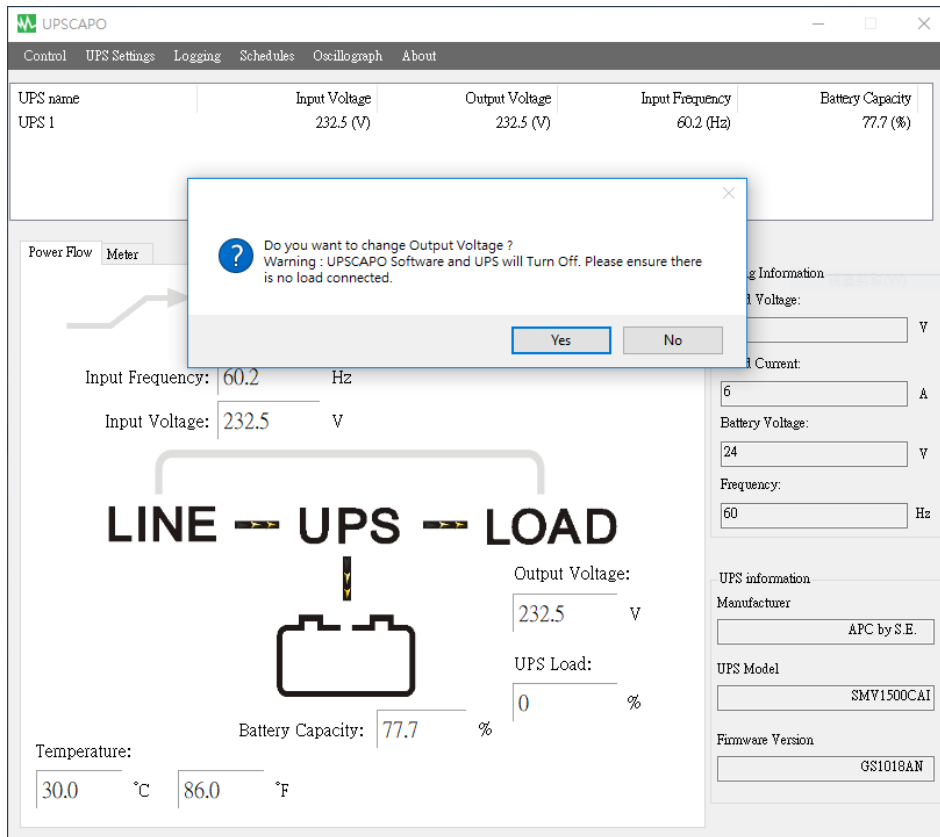 UPSCAPO
Control UPS Settings Logging Schedules Oscillograph About
UPS name Input Voltage Output Voltage Input Frequency Battery Capacity
UPS 1 232.5 (V) 232.5 (V) 60.2 (Hz) 77.7 (%)
Do you want to change Output Voltage ?
Warning : UPSCAPO Software and UPS will Turn Off. Please ensure there
is no load connected.
Yes No
Power Flow Meter
Information
Voltage:
V
Input Frequency: 60.2 Hz
Current:
6 A
Input Voltage: 232.5 V
Battery Voltage:
24 V
Frequency:
60 Hz
LINE UPS LOAD
Output Voltage:
232.5 V
UPS Load:
0 %
Battery Capacity: 77.7 %
Temperature:
30.0 °C 86.0 °F
UPS information
Manufacturer
APC by S.E.
UPS Model
SMV1500CAI
Firmware Version
GS1018AN